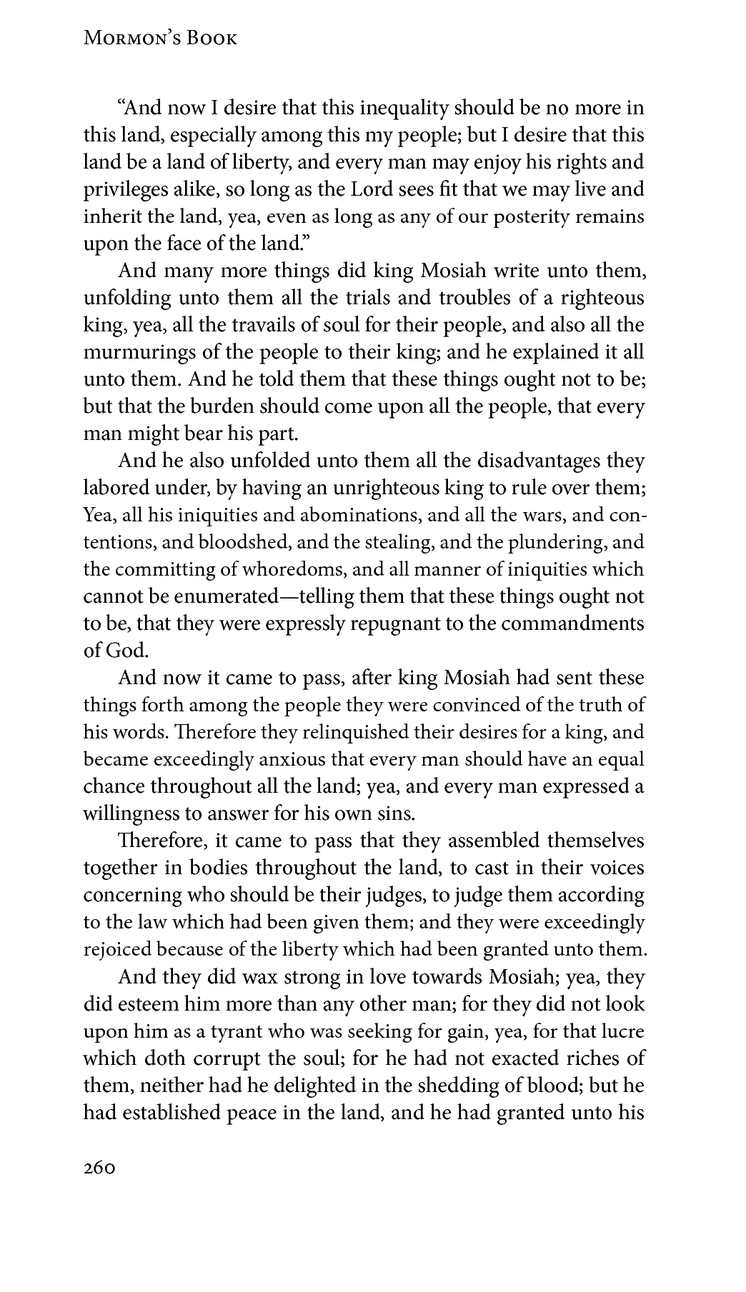 Mormon’s Book
“And now I desire that this inequality should be no more in
this land, especially among this my people; but I desire that this
land be a land of liberty, and every man may enjoy his rights and
privileges alike, so long as the Lord sees fit that we may live and
inherit the land, yea, even as long as any of our posterity remains
upon the face of the land.”
And many more things did king Mosiah write unto them,
unfolding unto them all the trials and troubles of a righteous
king, yea, all the travails of soul for their people, and also all the
murmurings of the people to their king; and he explained it all
unto them. And he told them that these things ought not to be;
but that the burden should come upon all the people, that every
man might bear his part.
And he also unfolded unto them all the disadvantages they
labored under, by having an unrighteous king to rule over them;
Yea, all his iniquities and abominations, and all the wars, and con-
tentions, and bloodshed, and the stealing, and the plundering, and
the committing of whoredoms, and all manner of iniquities which
cannot be enumerated—telling them that these things ought not
to be, that they were expressly repugnant to the commandments
of God.
And now it came to pass, after king Mosiah had sent these
things forth among the people they were convinced of the truth of
his words. Therefore they relinquished their desires for a king, and
became exceedingly anxious that every man should have an equal
chance throughout all the land; yea, and every man expressed a
willingness to answer for his own sins.
Therefore, it came to pass that they assembled themselves
together in bodies throughout the land, to cast in their voices
concerning who should be their judges, to judge them according
to the law which had been given them; and they were exceedingly
rejoiced because of the liberty which had been granted unto them.
And they did wax strong in love towards Mosiah; yea, they
did esteem him more than any other man; for they did not look
upon him as a tyrant who was seeking for gain, yea, for that lucre
which doth corrupt the soul; for he had not exacted riches of
them, neither had he delighted in the shedding of blood; but he
had established peace in the land, and he had granted unto his
260